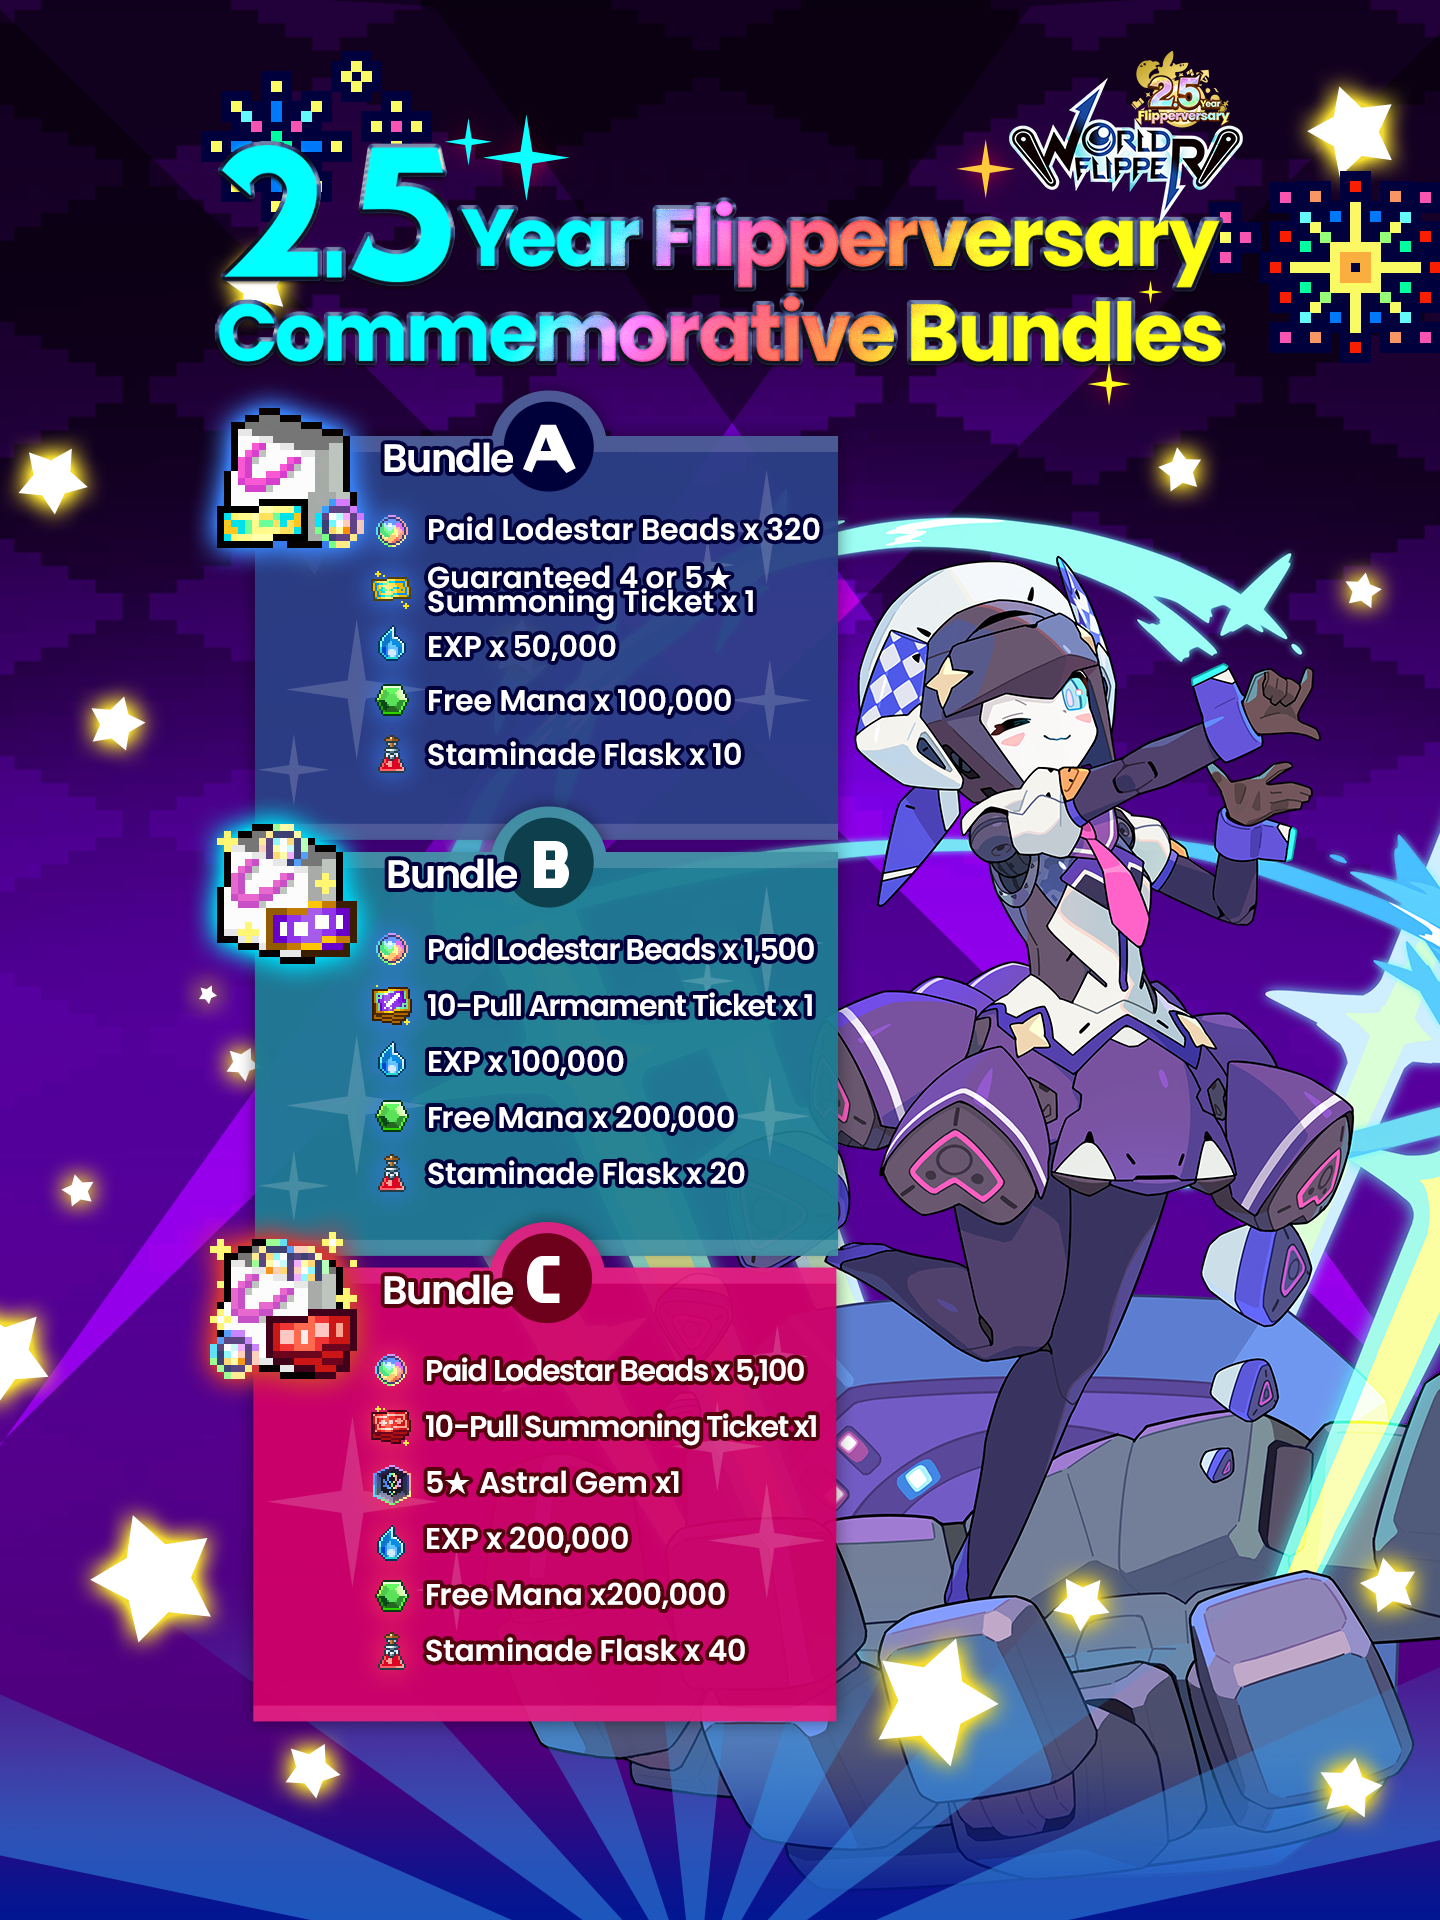 2.5 Year Flipperversary
WORLD FLIPPER
2.5 Year Flipperversary
Commemorative Bundles
Bundle A
Paid Lodestar Beads x 320
Guaranteed 4 or 5★
Summoning Ticket x 1
EXP x 50,000
Free Mana x 100,000
Staminade Flask x 10
Bundle B
Paid Lodestar Beads x 1,500
10-Pull Armament Ticket x 1
EXP x 100,000
Free Mana x 200,000
Staminade Flask x 20
Bundle C
Paid Lodestar Beads x 5,100
10-Pull Summoning Ticket x1
5★ Astral Gem x1
EXP x 200,000
Free Mana x200,000
Staminade Flask x 40